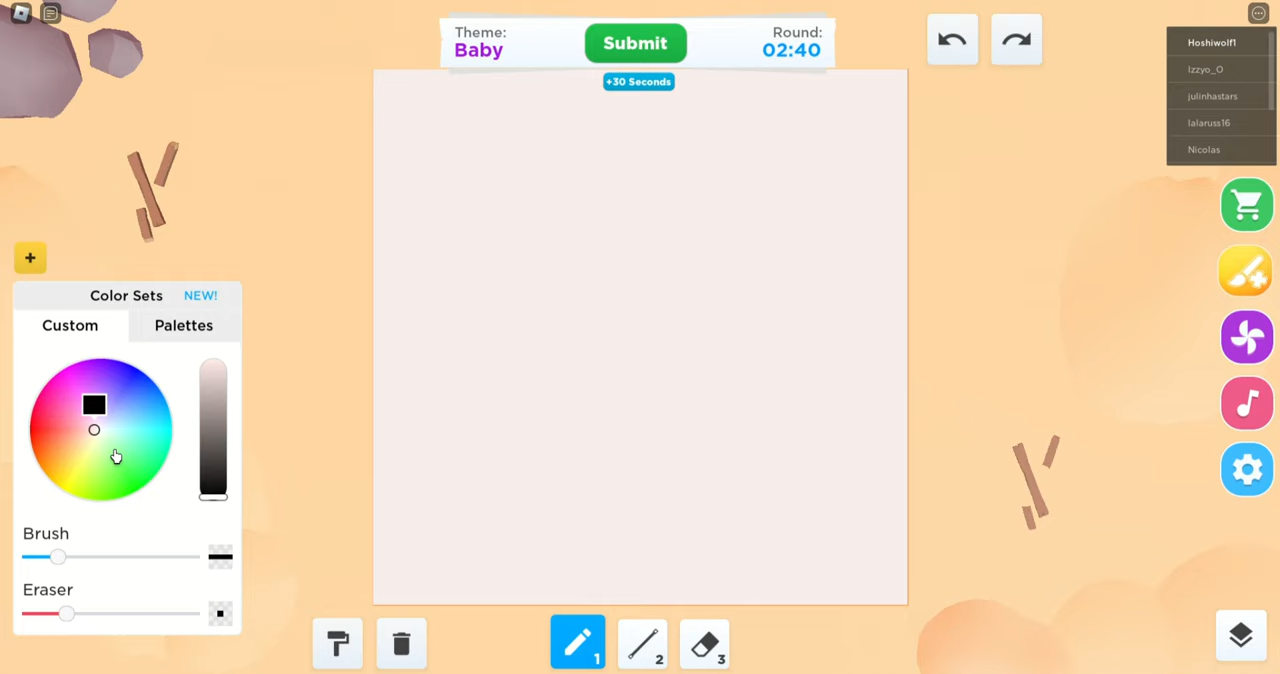 Theme:
Baby
Submit
Round:
02:40
+30 Seconds
Hoshiwolf1
Izzyo_O
julinhastars
lalaruss16
Nicolas
+
Color Sets NEW!
Custom Palettes
Brush
Eraser
1
2
3